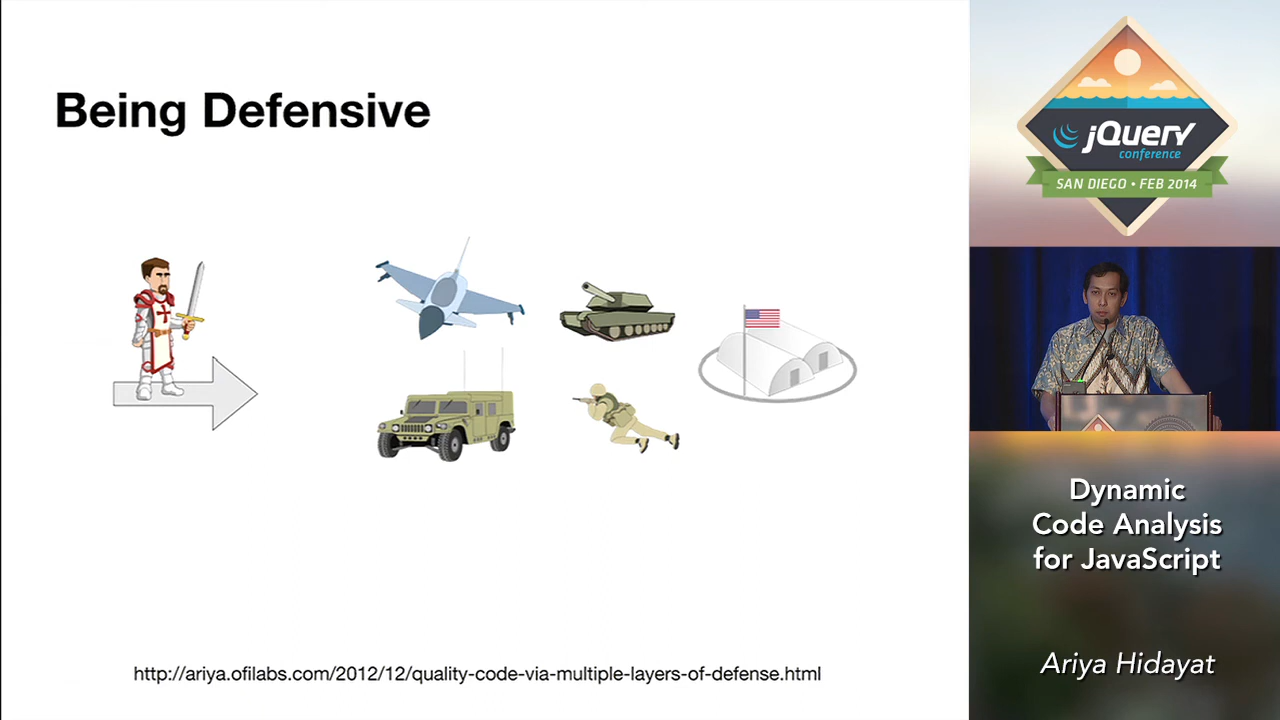 Being Defensive
http://ariya.ofilabs.com/2012/12/quality-code-via-multiple-layers-of-defense.html
jQuery
conference
SAN DIEGO • FEB 2014
Dynamic
Code Analysis
for JavaScript
Ariya Hidayat